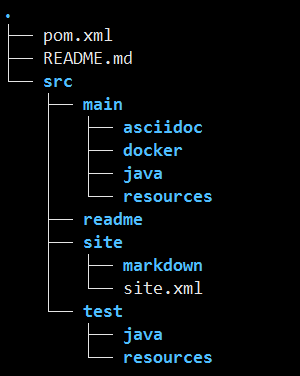 .
pom.xml
README.md
src
main
asciidoc
docker
java
resources
readme
site
markdown
site.xml
test
java
resources